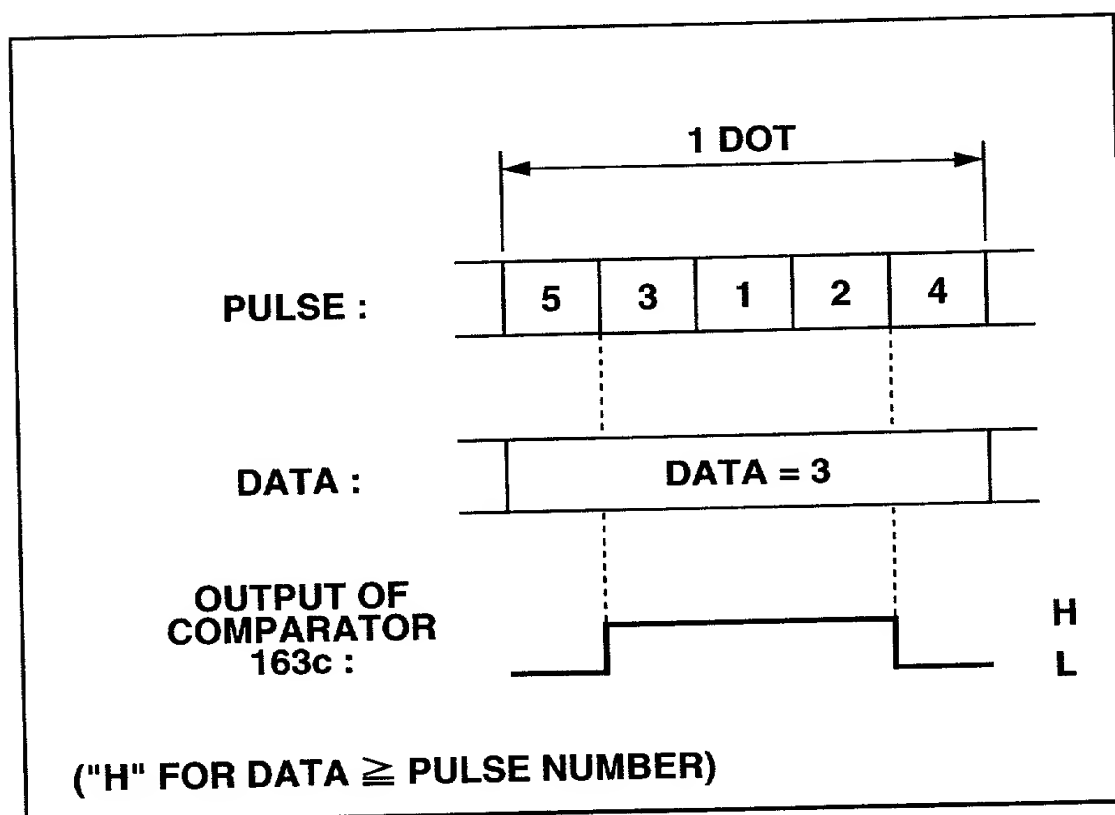 1 DOT
PULSE : 5 3 1 2 4
DATA : DATA = 3
OUTPUT OF
COMPARATOR
163c :
H
L
("H" FOR DATA ≧ PULSE NUMBER)